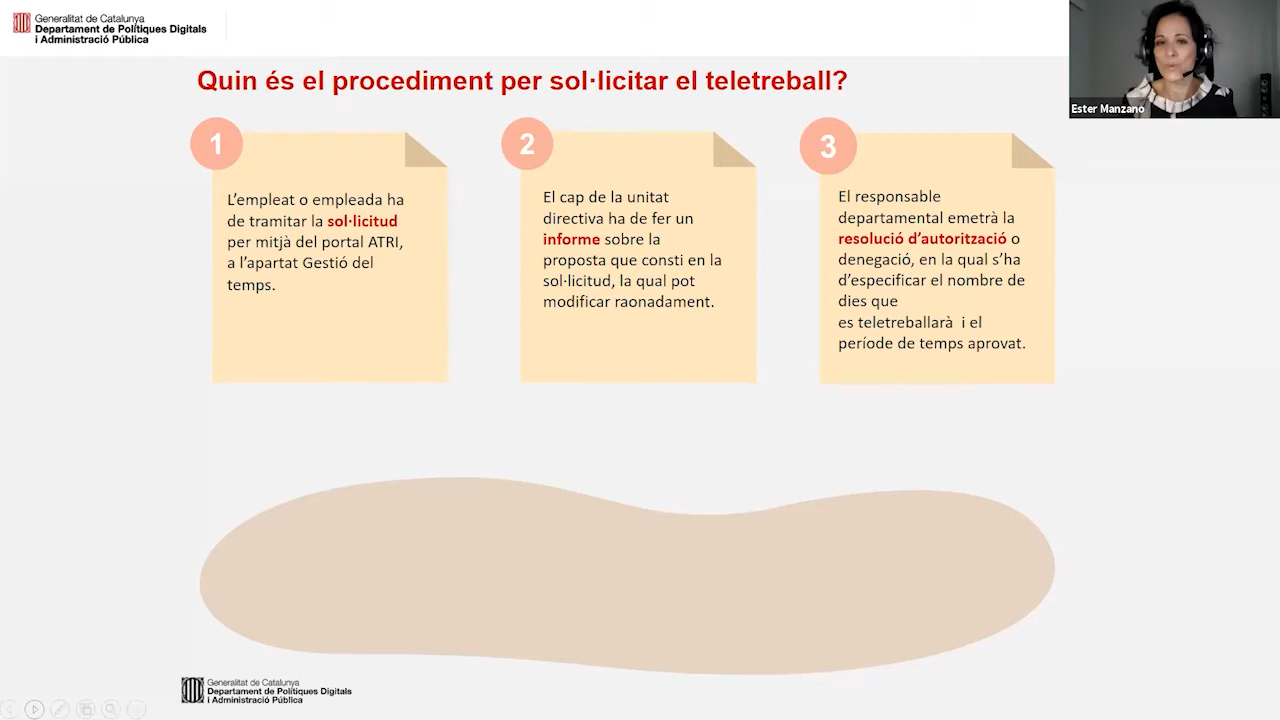 Generalitat de Catalunya
Departament de Polítiques Digitals
i Administració Pública
Ester Manzano
Quin és el procediment per sol·licitar el teletreball?
1
L’empleat o empleada ha
de tramitar la sol·licitud
per mitjà del portal ATRI,
a l’apartat Gestió del
temps.
2
El cap de la unitat
directiva ha de fer un
informe sobre la
proposta que consti en la
sol·licitud, la qual pot
modificar raonadament.
3
El responsable
departamental emetrà la
resolució d’autorització o
denegació, en la qual s’ha
d’especificar el nombre de
dies que
es teletreballarà  i el
període de temps aprovat.
Generalitat de Catalunya
Departament de Polítiques Digitals
i Administració Pública